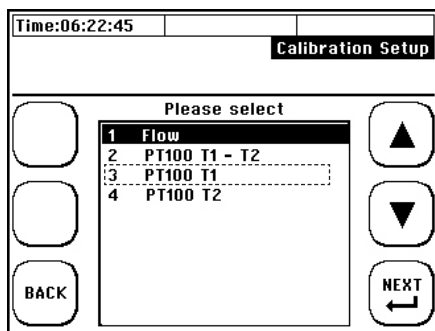 Time:06:22:45
Calibration Setup
Please select
1 Flow
2 PT100 T1 - T2
3 PT100 T1
4 PT100 T2
BACK
NEXT